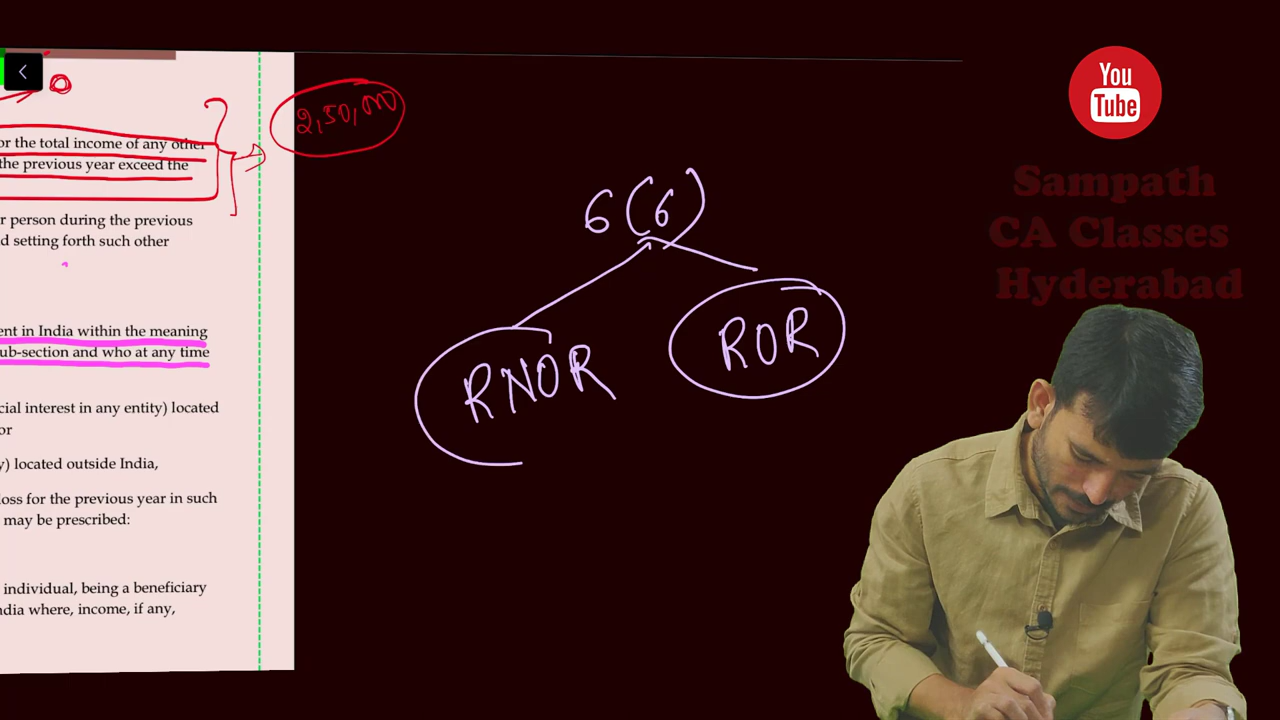 or the total income of any other
the previous year exceed the
r person during the previous
d setting forth such other
ent in India within the meaning
ub-section and who at any time
cial interest in any entity) located
or
y) located outside India,
loss for the previous year in such
may be prescribed:
individual, being a beneficiary
ndia where, income, if any,
2,50,000
6(6)
RNOR
ROR
You
Tube
Sampath
CA Classes
Hyderabad